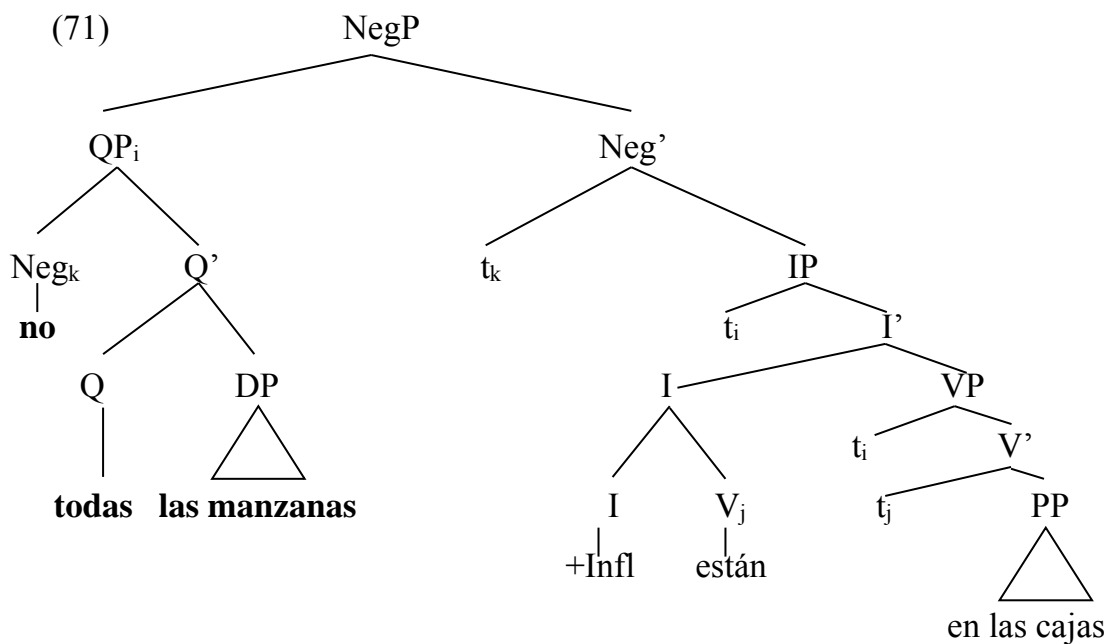 (71) NegP
QPi Neg’
Negk Q’ tk IP
no ti I’
Q DP I VP
ti V’
todas las manzanas I Vj tj PP
+Infl están
en las cajas